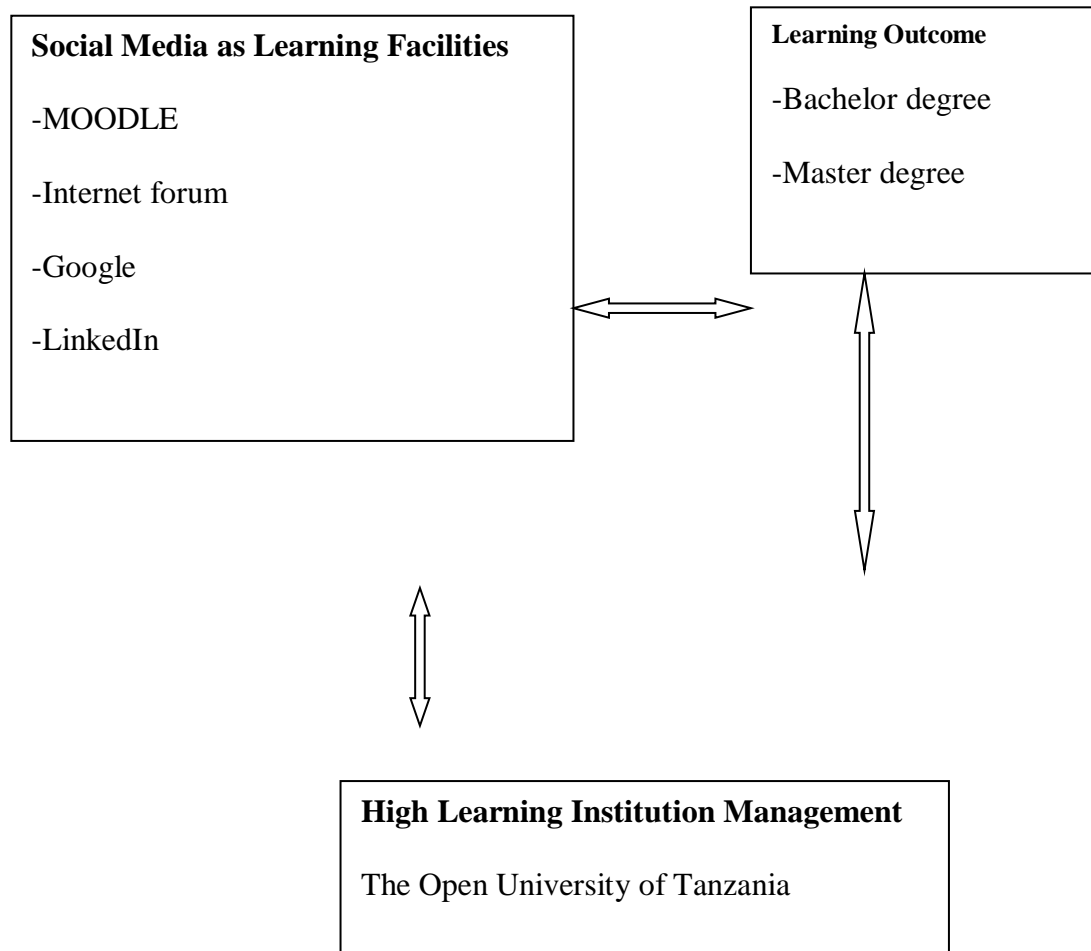 Social Media as Learning Facilities
-MOODLE
-Internet forum
-Google
-LinkedIn
Learning Outcome
-Bachelor degree
-Master degree
High Learning Institution Management
The Open University of Tanzania